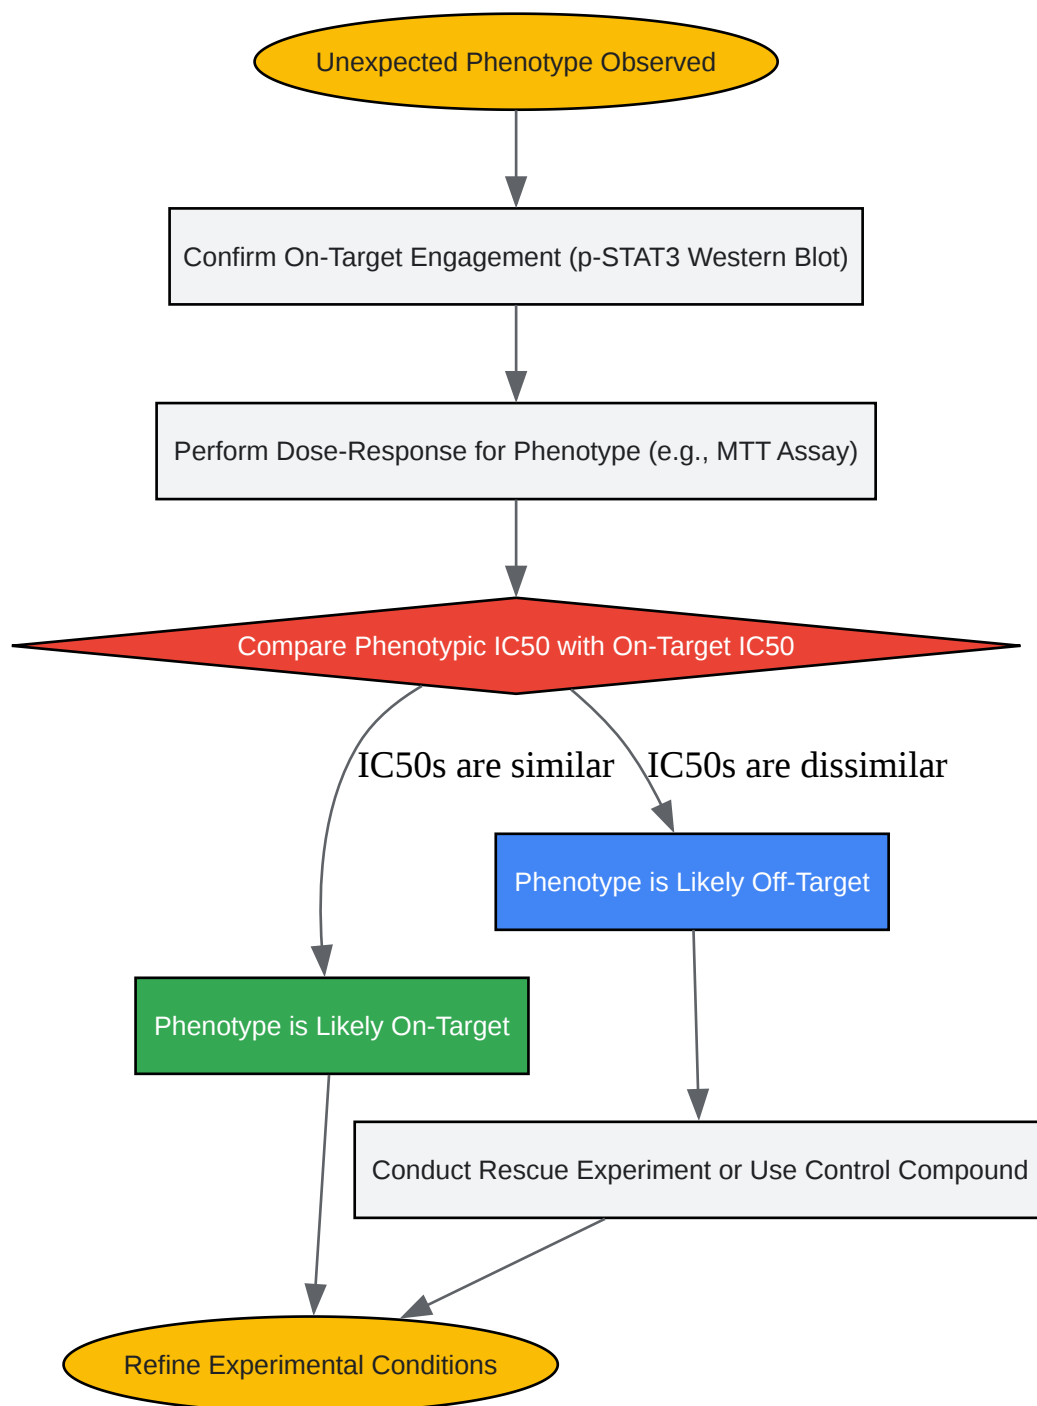 Unexpected Phenotype Observed
Confirm On-Target Engagement (p-STAT3 Western Blot)
Perform Dose-Response for Phenotype (e.g., MTT Assay)
Compare Phenotypic IC50 with On-Target IC50
IC50s are similar
IC50s are dissimilar
Phenotype is Likely Off-Target
Phenotype is Likely On-Target
Conduct Rescue Experiment or Use Control Compound
Refine Experimental Conditions